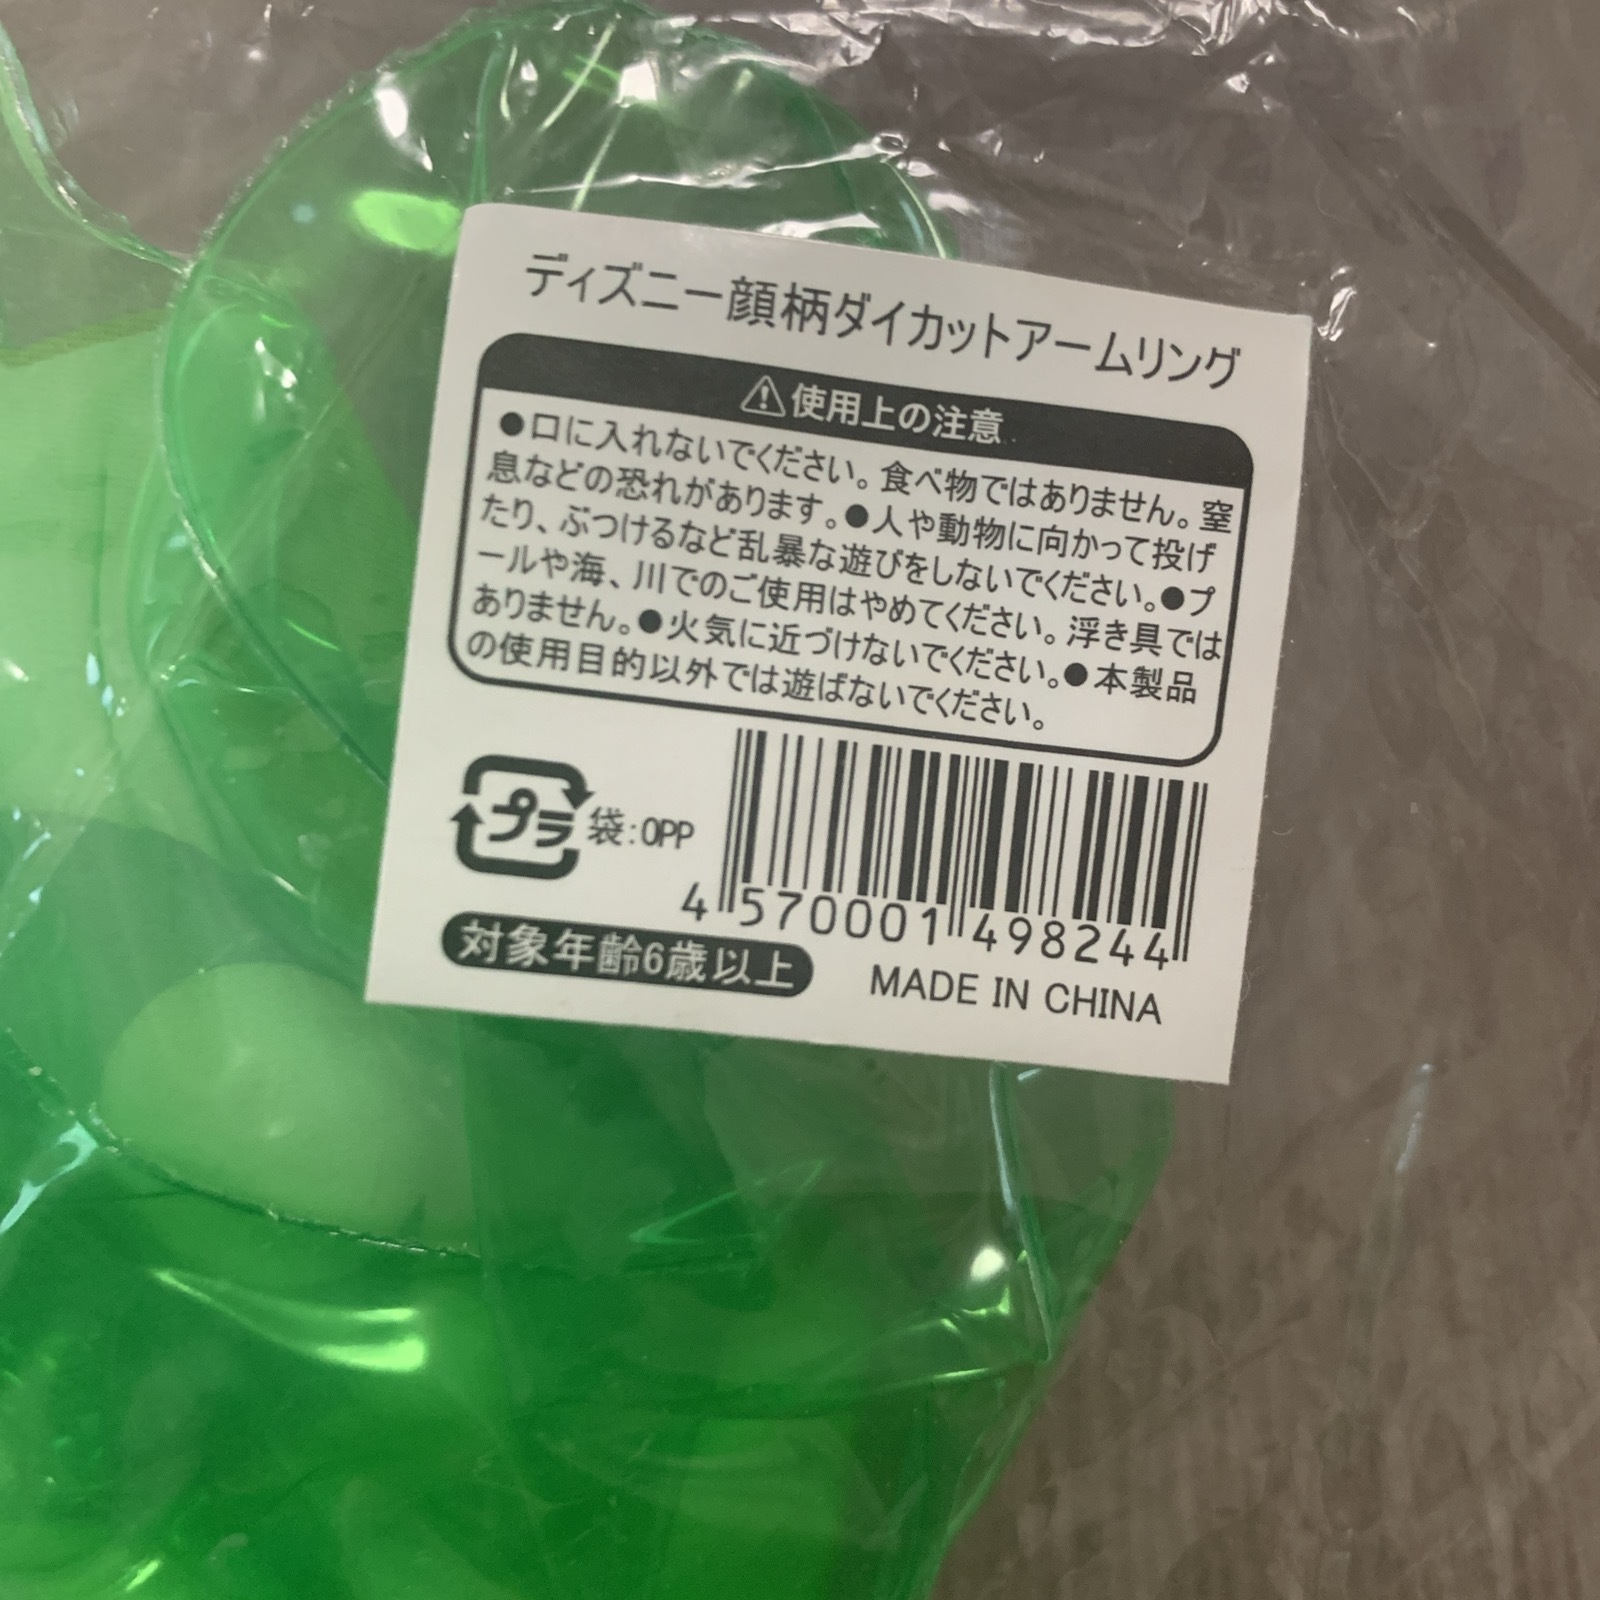 ディズニー顔柄ダイカットアームリング
⚠使用上の注意
●口に入れないでください。食べ物ではありません。窒
息などの恐れがあります。●人や動物に向かって投げ
たり、ぶつけるなど乱暴な遊びをしないでください。●プ
ールや海、川でのご使用はやめてください。浮き具では
ありません。●火気に近づけないでください。●本製品
の使用目的以外では遊ばないでください。
プラ 袋:OPP
4 570001 498244
対象年齢6歳以上
MADE IN CHINA